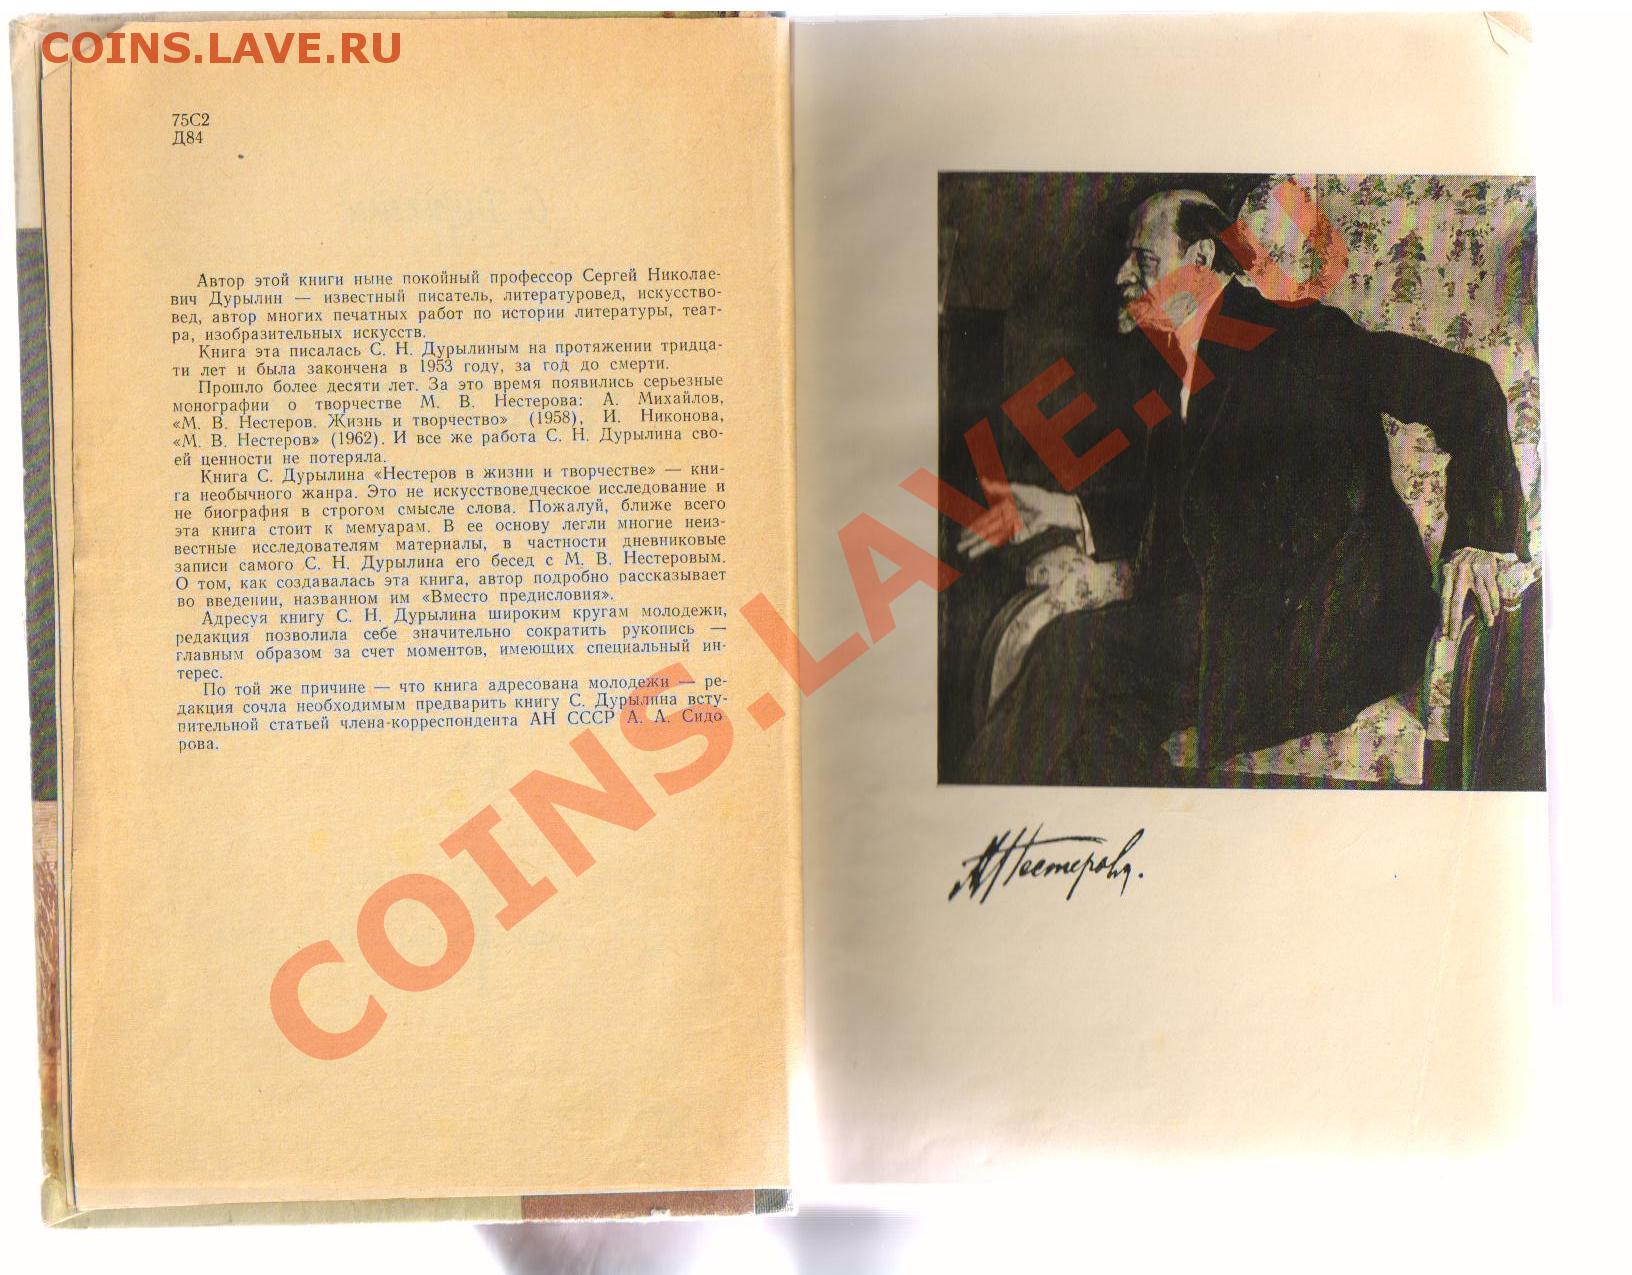 COINS.LAVE.RU
75С2
Д84
Автор этой книги ныне покойный профессор Сергей Николае-
вич Дурылин — известный писатель, литературовед, искусство-
вед, автор многих печатных работ по истории литературы, теат-
ра, изобразительных искусств.
Книга эта писалась С. Н. Дурылиным на протяжении тридца-
ти лет и была закончена в 1953 году, за год до смерти.
Прошло более десяти лет. За это время появились серьезные
монографии о творчестве М. В. Нестерова: А. Михайлов,
«М. В. Нестеров. Жизнь и творчество» (1958), И. Никонова,
«М. В. Нестеров» (1962). И все же работа С. Н. Дурылина сво-
ей ценности не потеряла.
Книга С. Дурылина «Нестеров в жизни и творчестве» — кни-
га необычного жанра. Это не искусствоведческое исследование и
не биография в строгом смысле слова. Пожалуй, ближе всего
эта книга стоит к мемуарам. В ее основу легли многие неиз-
вестные исследователям материалы, в частности дневниковые
записи самого С. Н. Дурылина его бесед с М. В. Нестеровым.
О том, как создавалась эта книга, автор подробно рассказывает
во введении, названном им «Вместо предисловия».
Адресуя книгу С. Н. Дурылина широким кругам молодежи,
редакция позволила себе значительно сократить рукопись —
главным образом за счет моментов, имеющих специальный ин-
терес.
По той же причине — что книга адресована молодежи — ре-
дакция сочла необходимым предварить книгу С. Дурылина всту-
пительной статьей члена-корреспондента АН СССР А. А. Сидо
рова.
COINS.LAVE.RU
Нестеровъ.